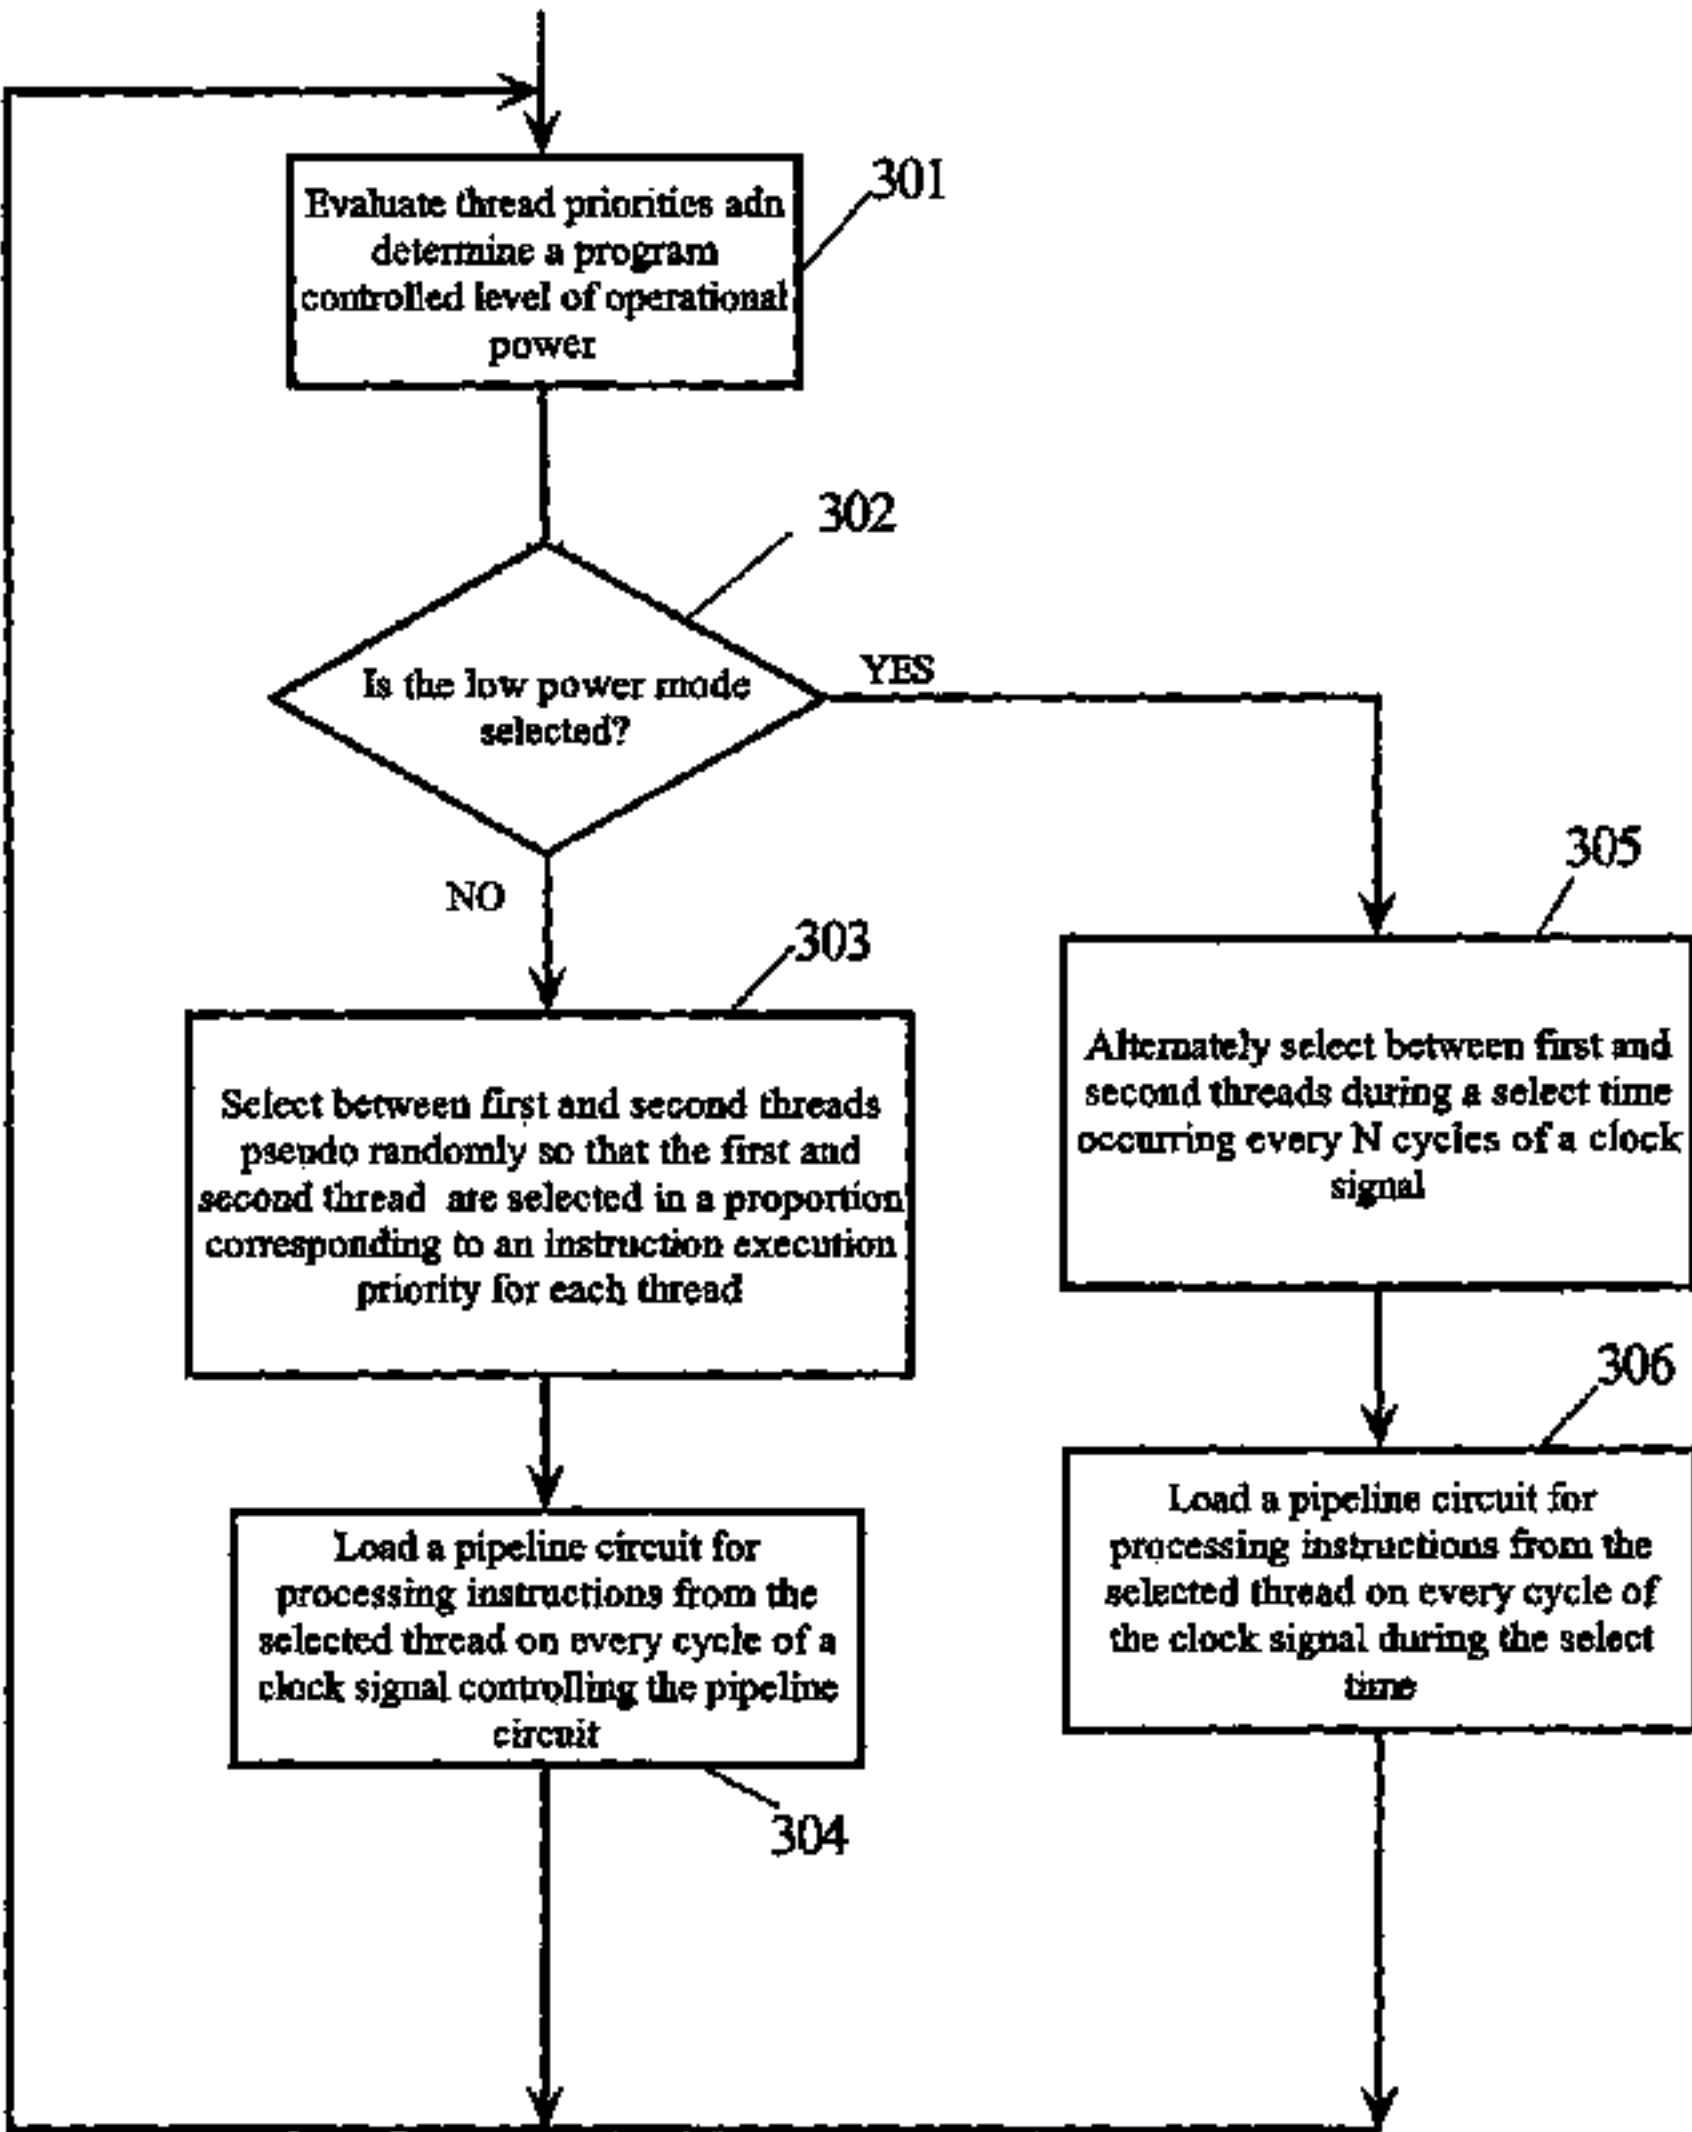 301
Evaluate thread priorities adn
determine a program
controlled level of operational
power
302
Is the low power mode
selected?
YES
NO
303
Select between first and second threads
pseudo randomly so that the first and
second thread are selected in a proportion
corresponding to an instruction execution
priority for each thread
Load a pipeline circuit for
processing instructions from the
selected thread on every cycle of a
clock signal controlling the pipeline
circuit
304
305
Alternately select between first and
second threads during a select time
occurring every N cycles of a clock
signal
306
Load a pipeline circuit for
processing instructions from the
selected thread on every cycle of
the clock signal during the select
time